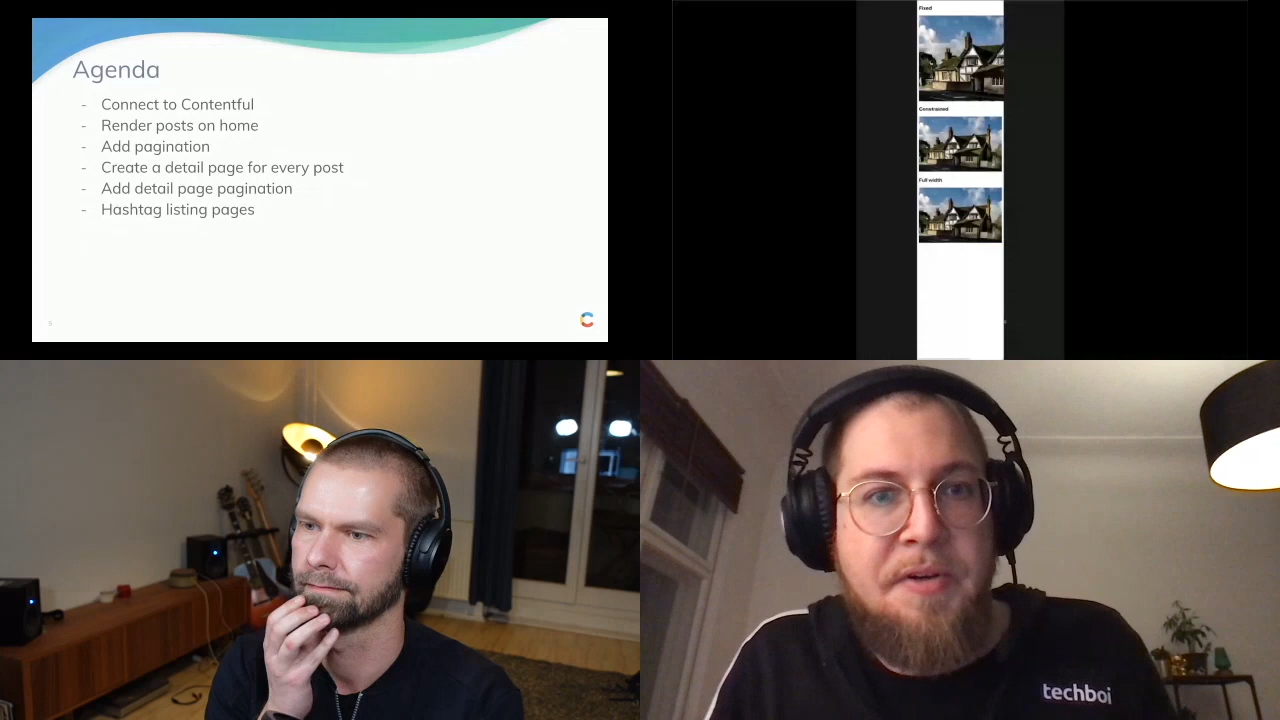 Agenda
- Connect to Contentful
- Render posts on home
- Add pagination
- Create a detail page for every post
- Add detail page pagination
- Hashtag listing pages
5
Fixed
Constrained
Full width
techboi